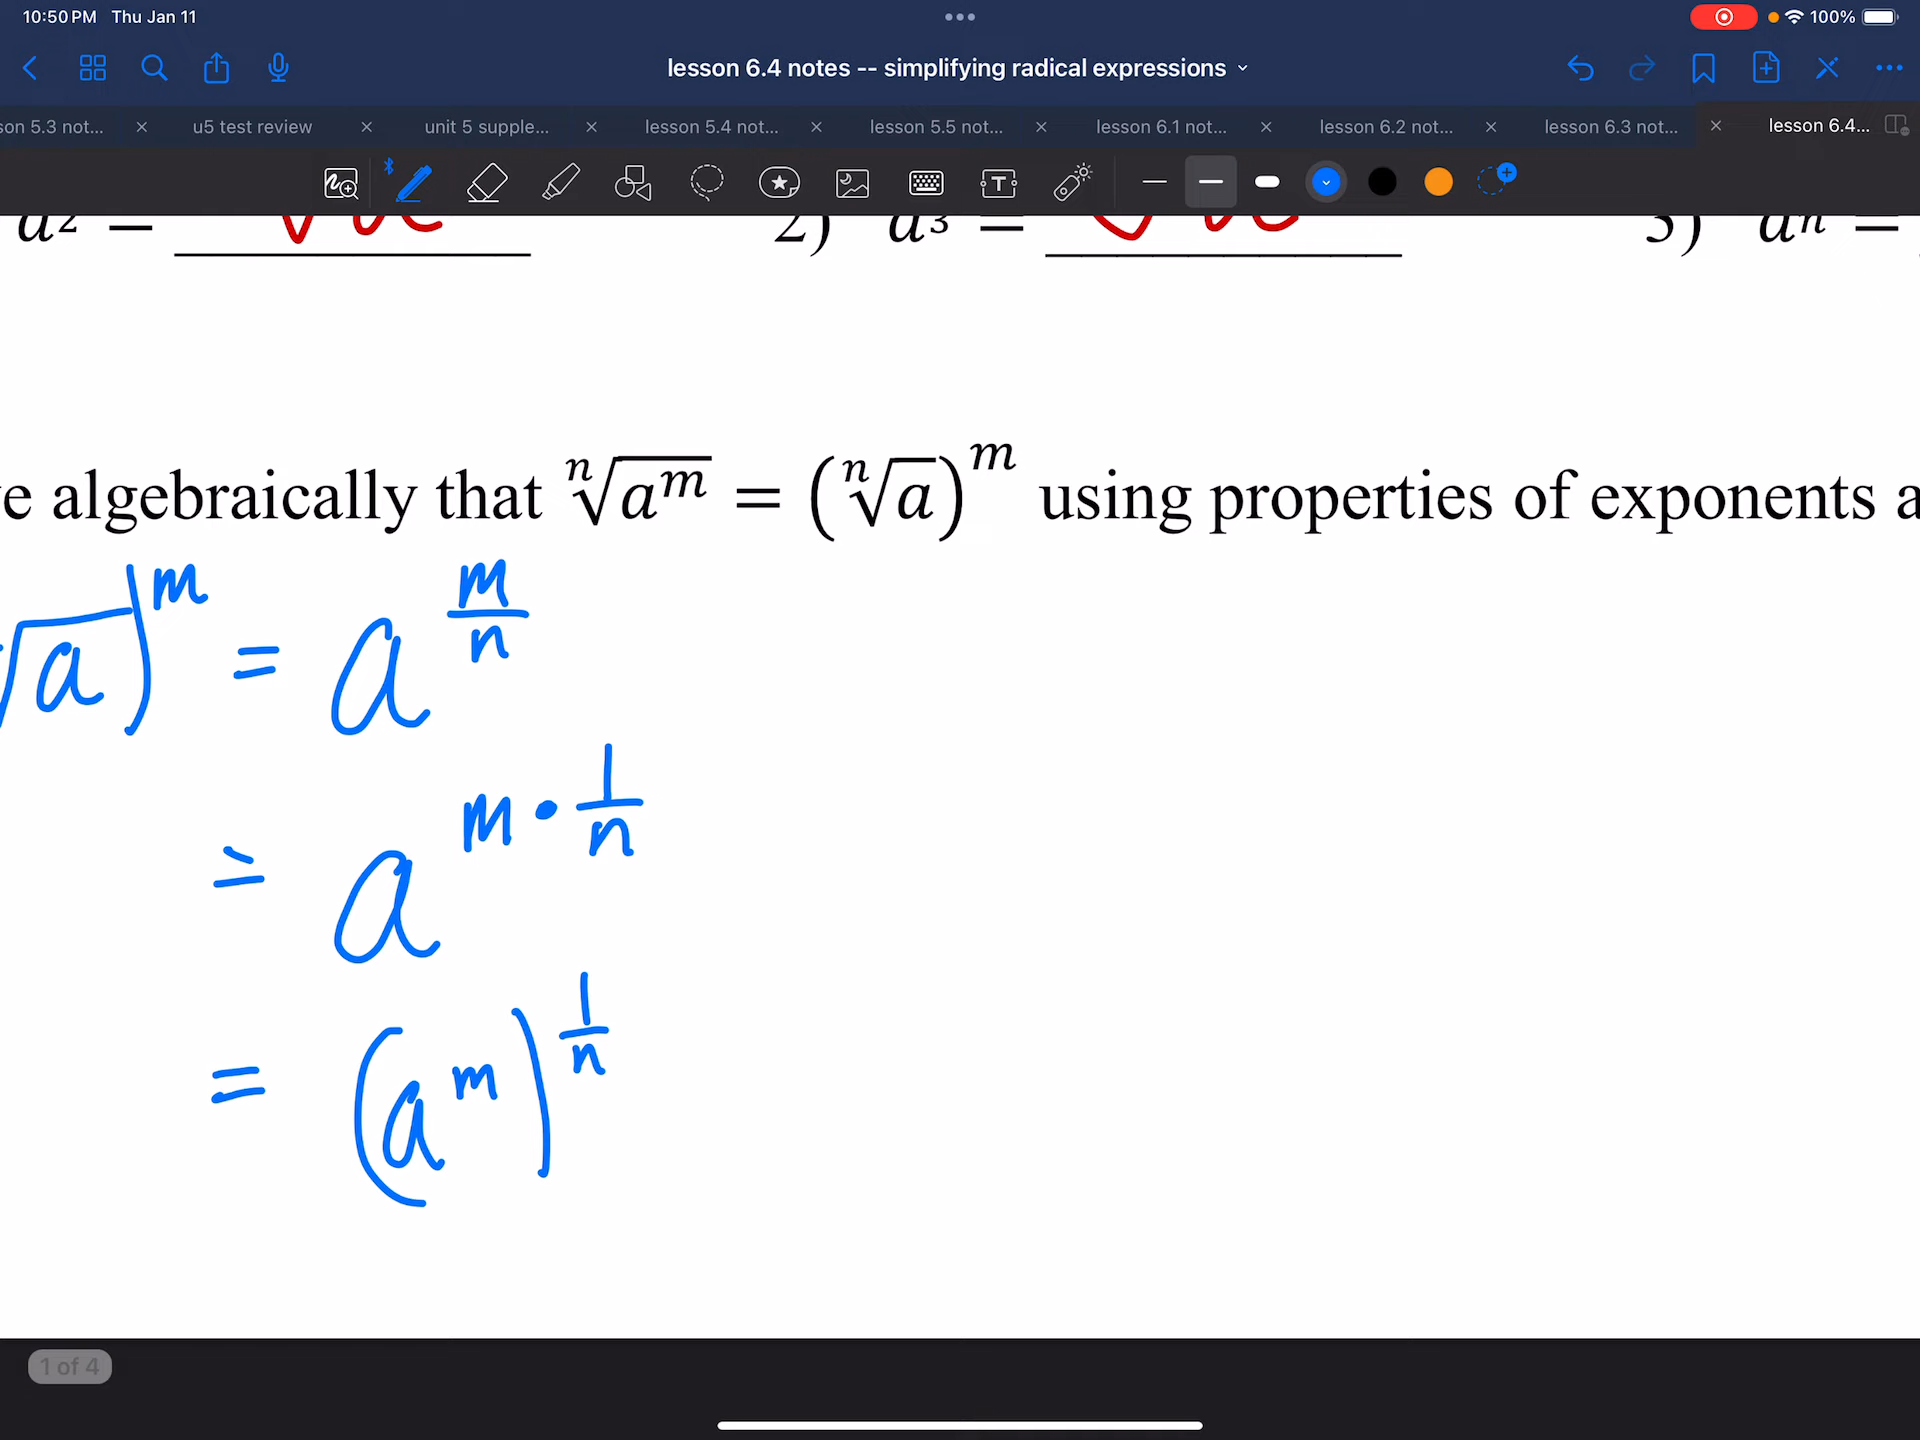 10:50 PM Thu Jan 11
100%
lesson 6.4 notes -- simplifying radical expressions
son 5.3 not... × u5 test review × unit 5 supple... × lesson 5.4 not... × lesson 5.5 not... × lesson 6.1 not... × lesson 6.2 not... × lesson 6.3 not... × lesson 6.4...
a² = 2) a³ = 3) aⁿ =
e algebraically that ⁿ√(a^m) = (ⁿ√a)^m using properties of exponents a
√a)^m = a^(m/n)
= a^(m · 1/n)
= (a^m)^(1/n)
1 of 4